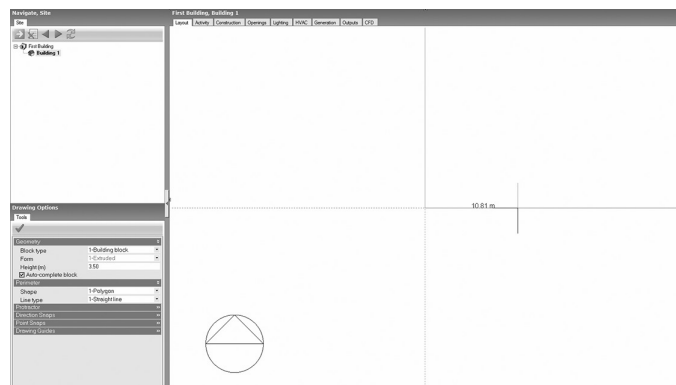 Navigate, Site
Site
First Building
Building 1
Drawing Options
Tools
Geometry
Block type 1-Building block
Form 1-Extruded
Height (m) 3.50
Auto-complete block
Perimeter
Shape 1-Polygon
Line type 1-Straight line
Protractor
Direction Snaps
Point Snaps
Drawing Guides
First Building, Building 1
Layout Activity Construction Openings Lighting HVAC Generation Outputs CFD
10.81 m